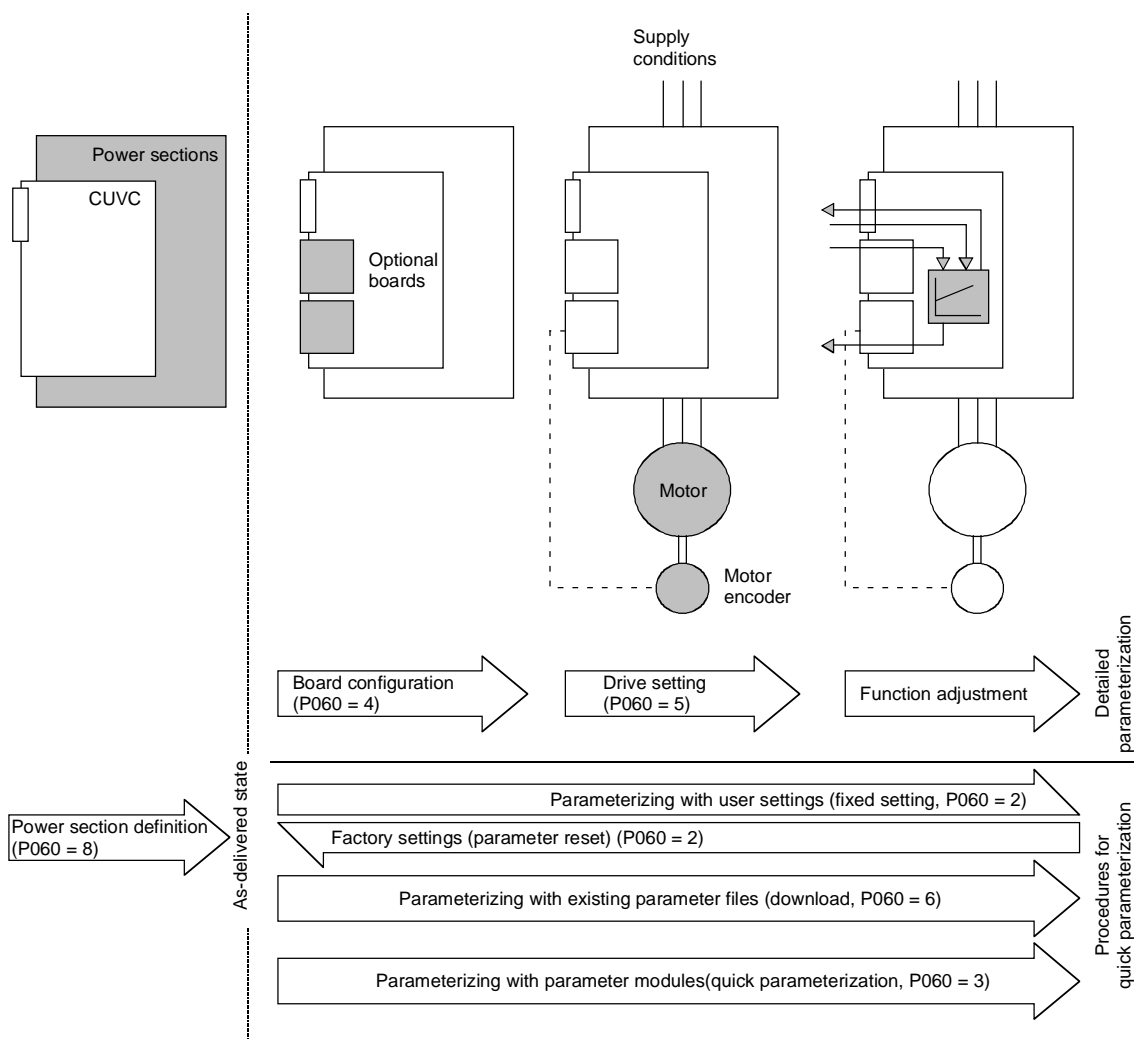 Supply
conditions
Power sections
CUVC
Optional
boards
Motor
Motor
encoder
Board configuration
(P060 = 4)
Drive setting
(P060 = 5)
Function adjustment
Detailed
parameterization
As-delivered state
Power section definition
(P060 = 8)
Parameterizing with user settings (fixed setting, P060 = 2)
Factory settings (parameter reset) (P060 = 2)
Parameterizing with existing parameter files (download, P060 = 6)
Parameterizing with parameter modules(quick parameterization, P060 = 3)
Procedures for
quick parameterization